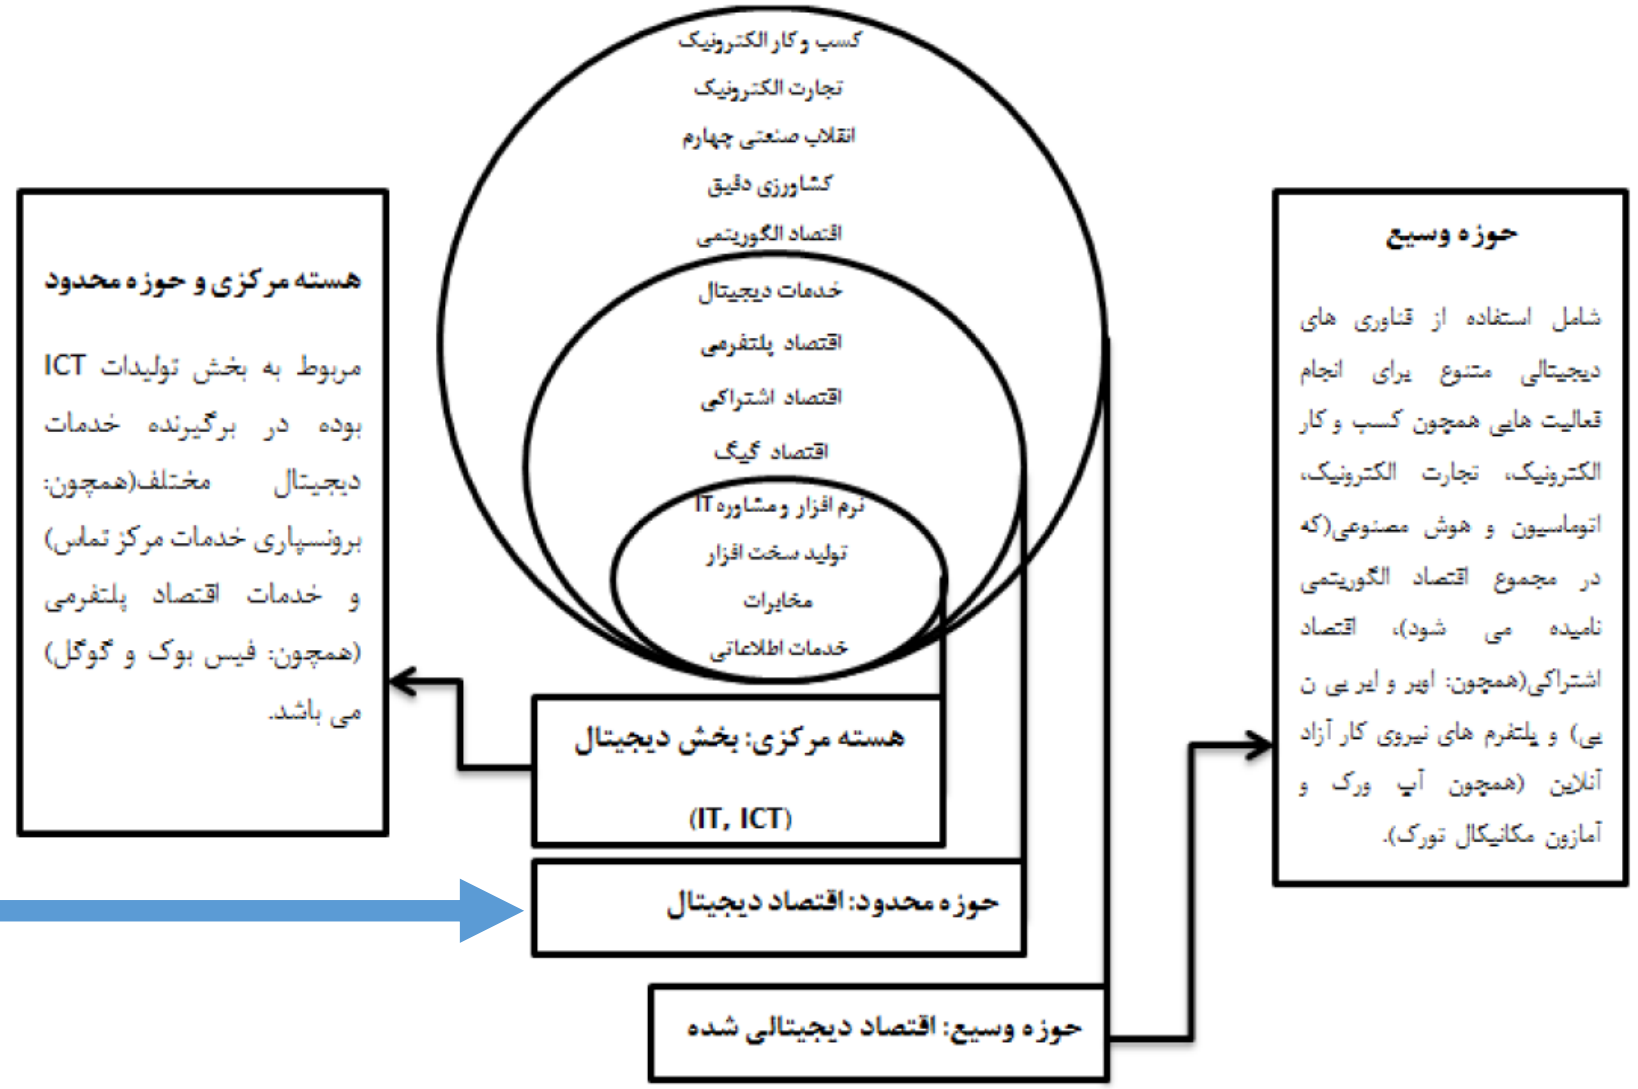 کسب و کار الکترونیک
تجارت الکترونیک
انقلاب صنعتی چهارم
کشاورزی دقیق
اقتصاد الگوریتمی
خدمات دیجیتال
اقتصاد پلتفرمی
اقتصاد اشتراکی
اقتصاد گیگ
نرم افزار و مشاوره IT
تولید سخت افزار
مخابرات
خدمات اطلاعاتی
حوزه وسیع
شامل استفاده از فناوری های
دیجیتالی متنوع برای انجام
فعالیت هایی همچون کسب و کار
الکترونیک، تجارت الکترونیک،
اتوماسیون و هوش مصنوعی(که
در مجموع اقتصاد الگوریتمی
نامیده می شود)، اقتصاد
اشتراکی(همچون: اوبر و ایر بی ن
بی) و پلتفرم های نیروی کار آزاد
آنلاین (همچون آپ ورک و
آمازون مکانیکال تورک).
هسته مرکزی و حوزه محدود
مربوط به بخش تولیدات ICT
بوده در برگیرنده خدمات
دیجیتال مختلف(همچون:
برونسپاری خدمات مرکز تماس)
و خدمات اقتصاد پلتفرمی
(همچون: فیس بوک و گوگل)
می باشد.
هسته مرکزی: بخش دیجیتال
(IT, ICT)
حوزه محدود: اقتصاد دیجیتال
حوزه وسیع: اقتصاد دیجیتالی شده